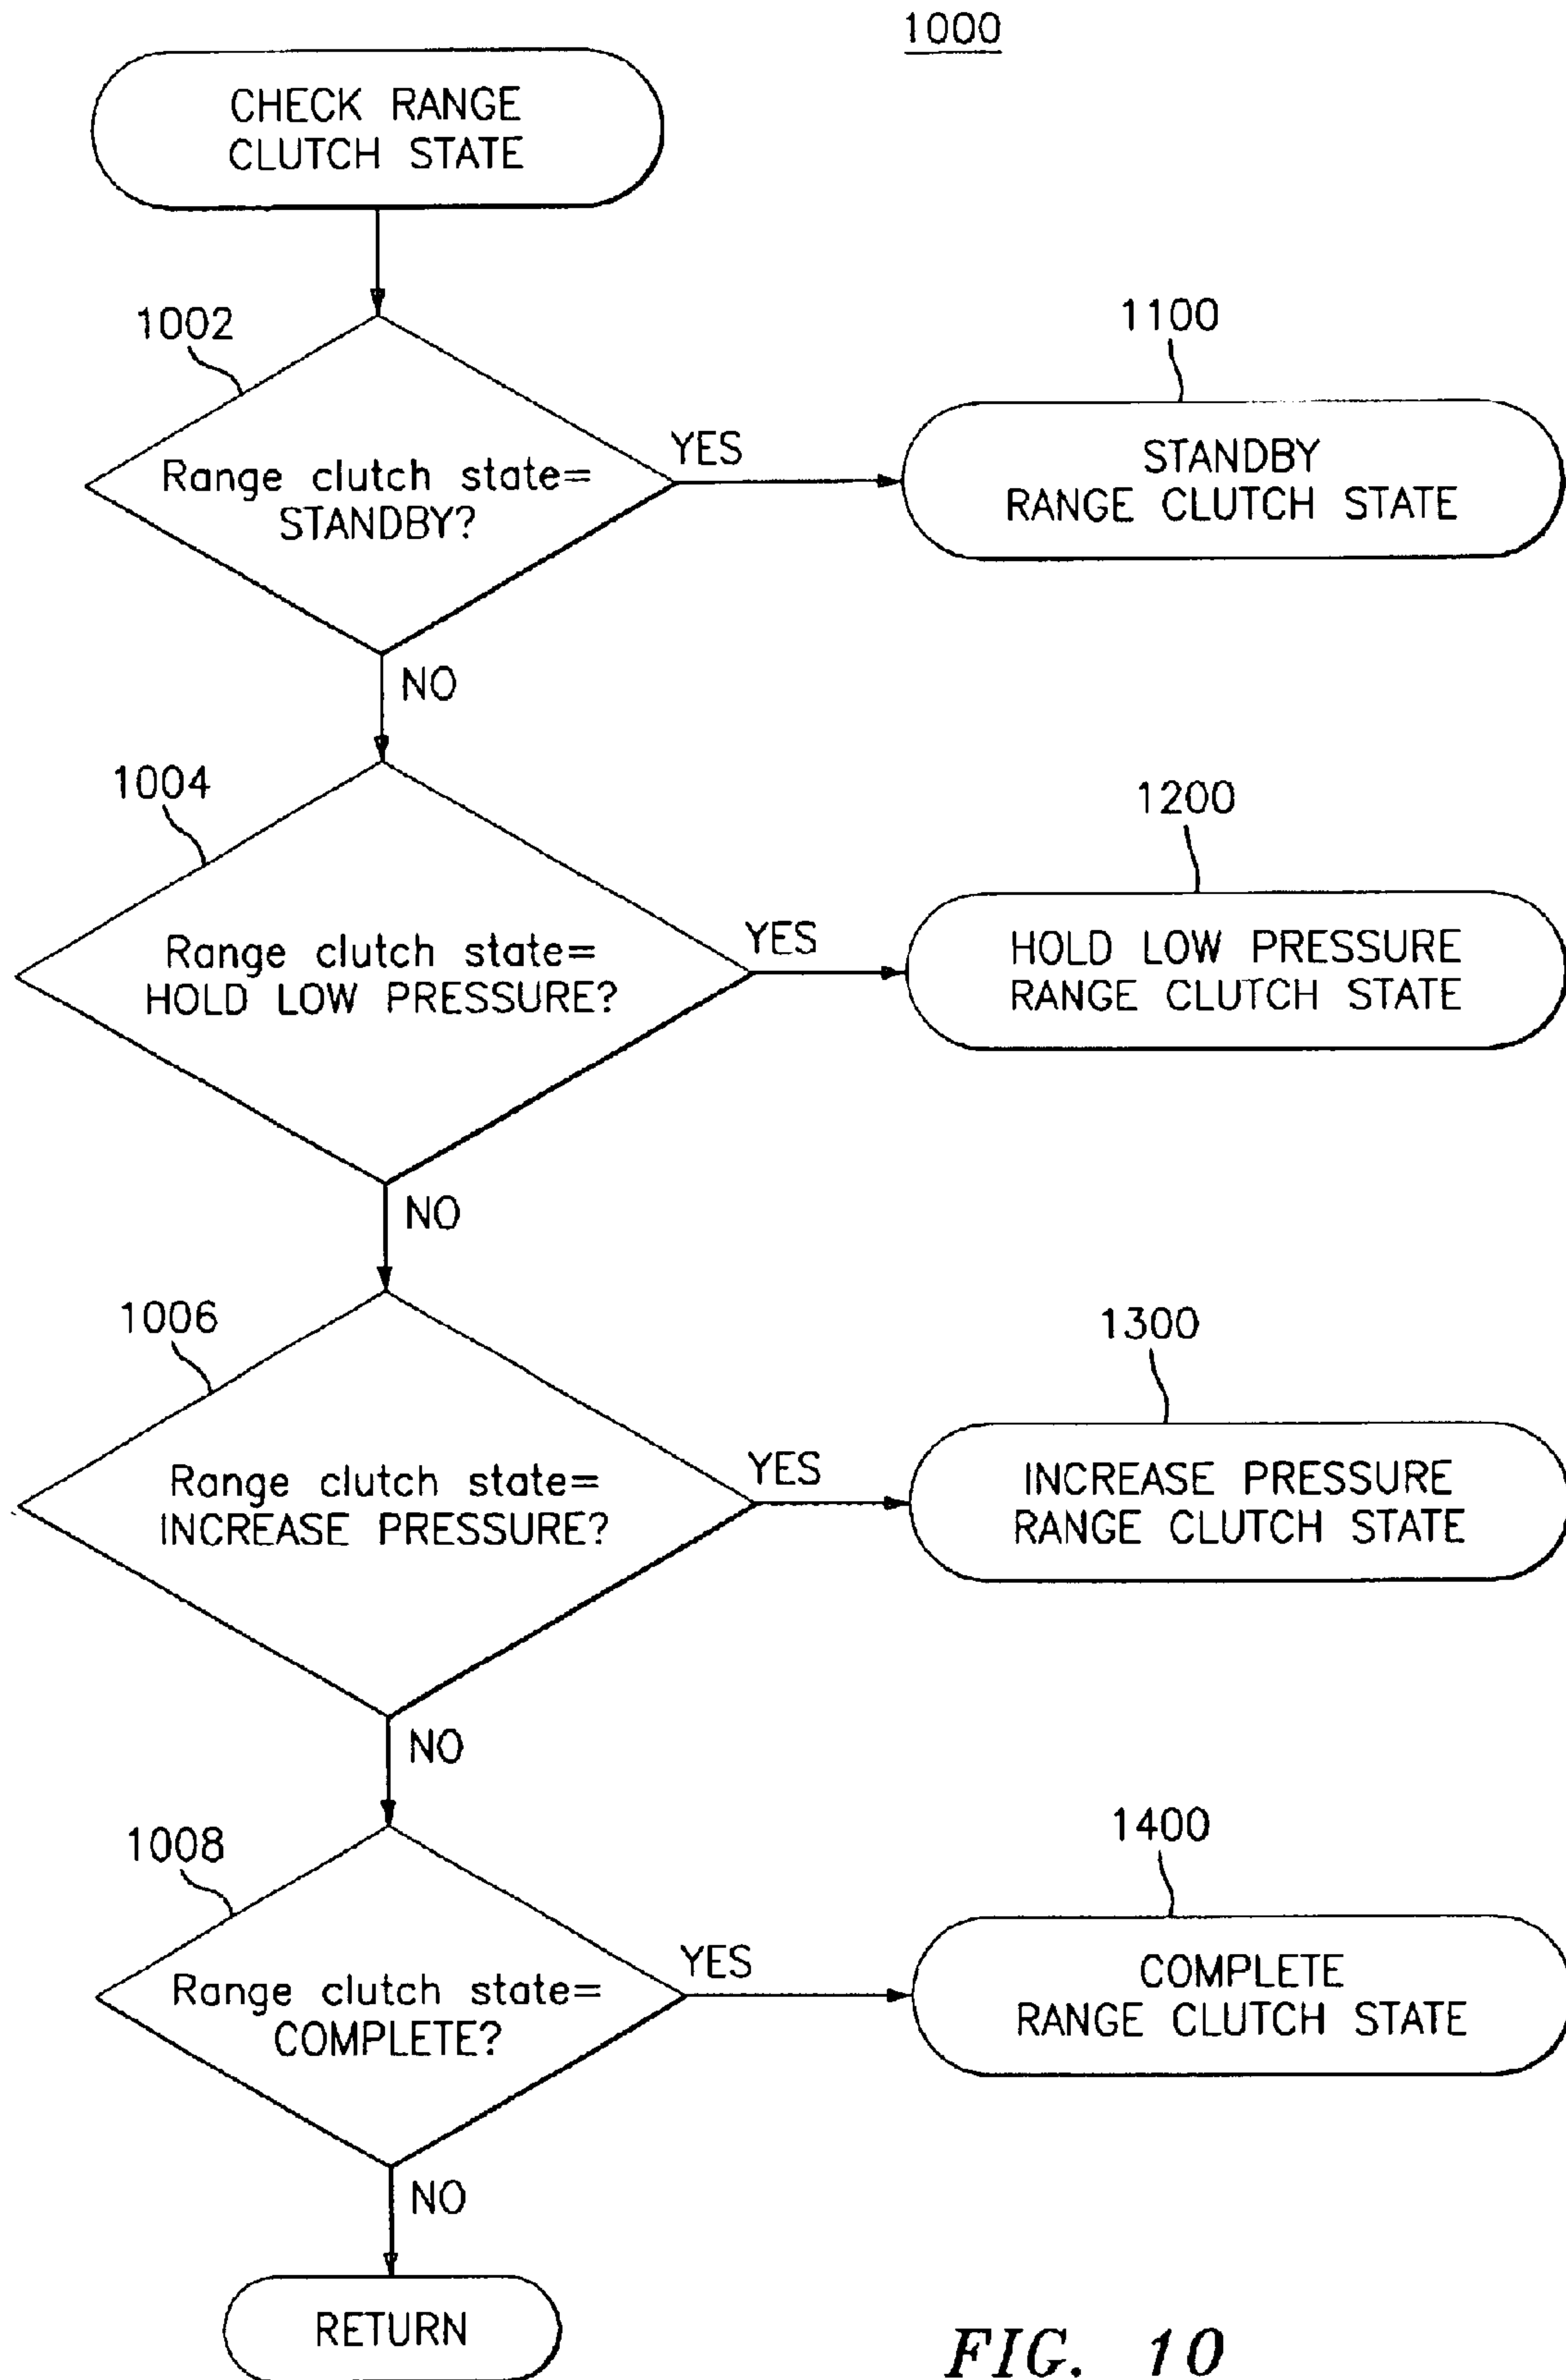 1000
CHECK RANGE
CLUTCH STATE
1002
Range clutch state=
STANDBY?
YES
1100
STANDBY
RANGE CLUTCH STATE
NO
1004
Range clutch state=
HOLD LOW PRESSURE?
YES
1200
HOLD LOW PRESSURE
RANGE CLUTCH STATE
NO
1006
Range clutch state=
INCREASE PRESSURE?
YES
1300
INCREASE PRESSURE
RANGE CLUTCH STATE
NO
1008
Range clutch state=
COMPLETE?
YES
1400
COMPLETE
RANGE CLUTCH STATE
NO
RETURN
FIG. 10